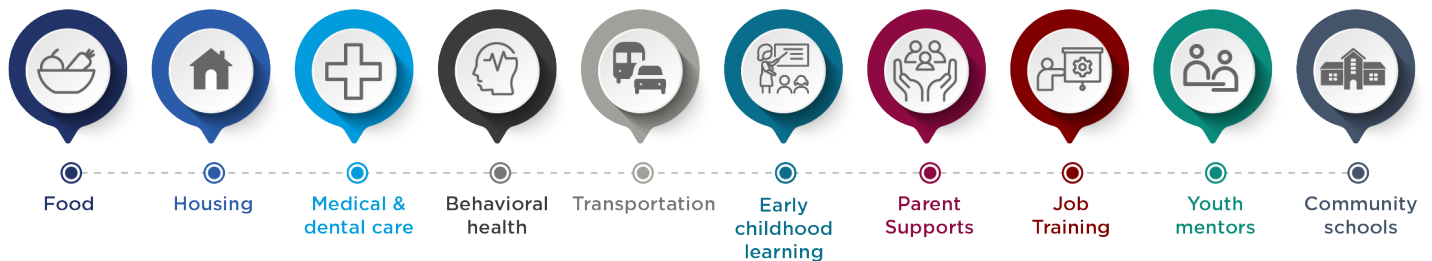 Food
Housing
Medical &
dental care
Behavioral
health
Transportation
Early
childhood
learning
Parent
Supports
Job
Training
Youth
mentors
Community
schools